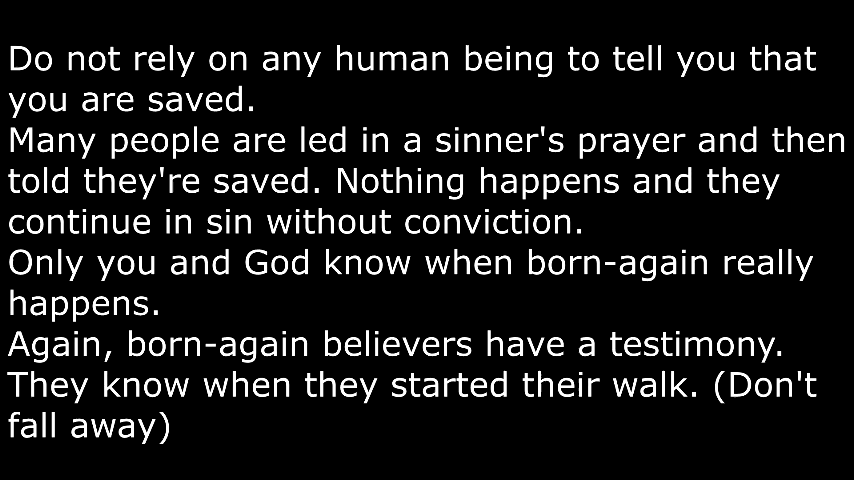 Do not rely on any human being to tell you that
you are saved.
Many people are led in a sinner's prayer and then
told they're saved. Nothing happens and they
continue in sin without conviction.
Only you and God know when born-again really
happens.
Again, born-again believers have a testimony.
They know when they started their walk. (Don't
fall away)